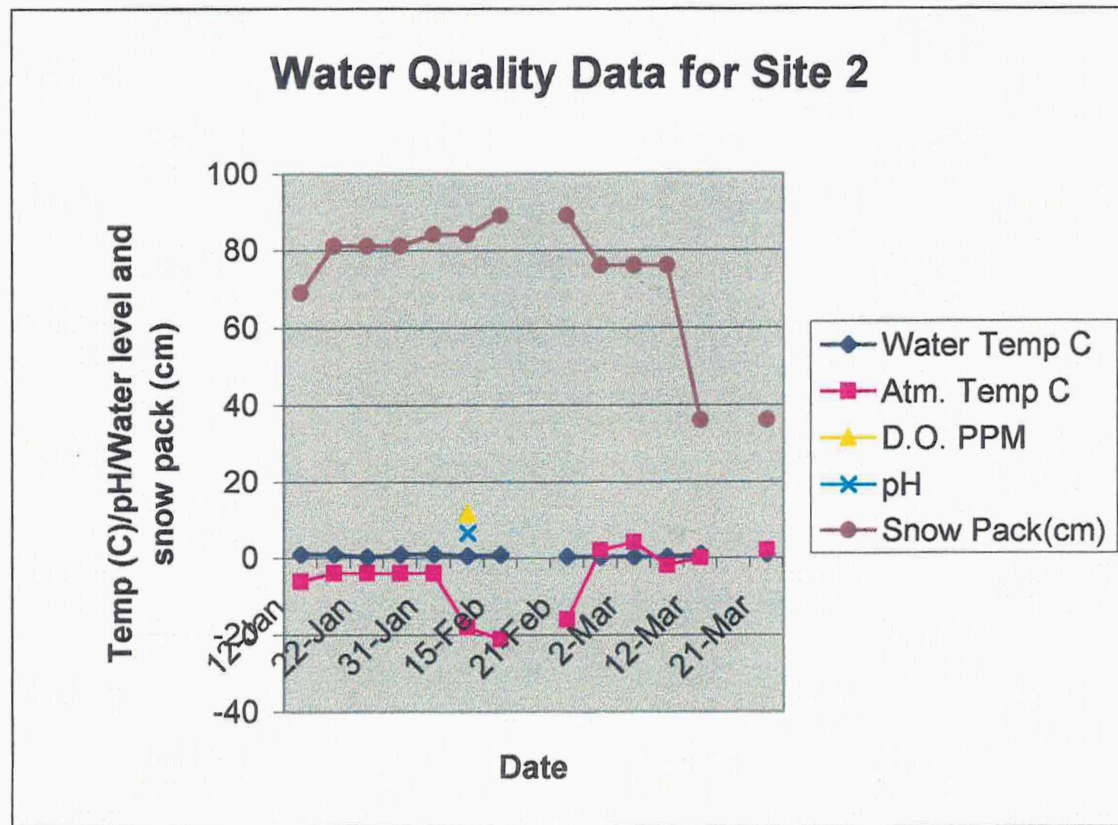 Water Quality Data for Site 2
Temp (C)/pH/Water level and
snow pack (cm)
100
80
60
40
20
0
-20
-40
12-Jan
22-Jan
31-Jan
15-Feb
21-Feb
2-Mar
12-Mar
21-Mar
Date
Water Temp C
Atm. Temp C
D.O. PPM
pH
Snow Pack(cm)